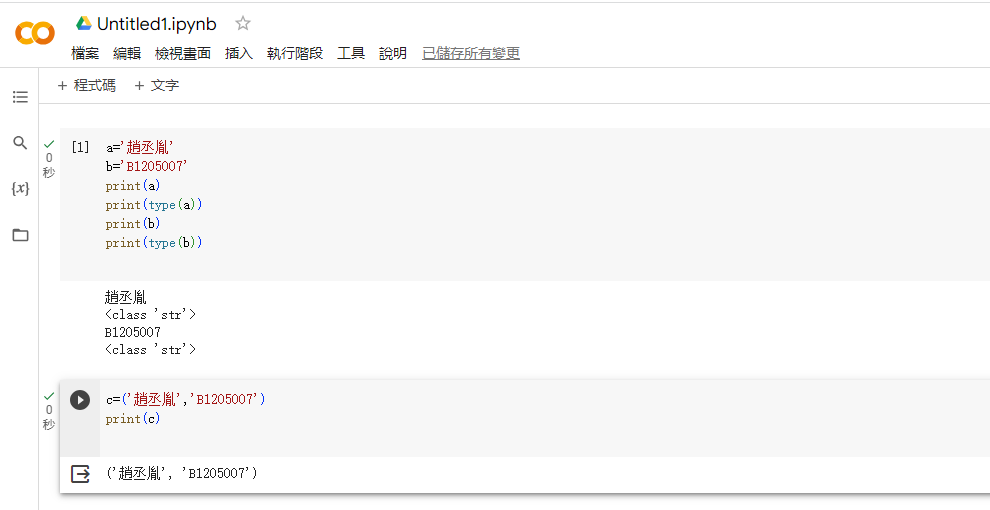 Untitled1.ipynb
檔案 編輯 檢視畫面 插入 執行階段 工具 說明 已儲存所有變更
+ 程式碼 + 文字
{x}
0
秒
[1] a='趙丞胤'
b='B1205007'
print(a)
print(type(a))
print(b)
print(type(b))
趙丞胤
<class 'str'>
B1205007
<class 'str'>
0
秒
c=('趙丞胤','B1205007')
print(c)
('趙丞胤', 'B1205007')